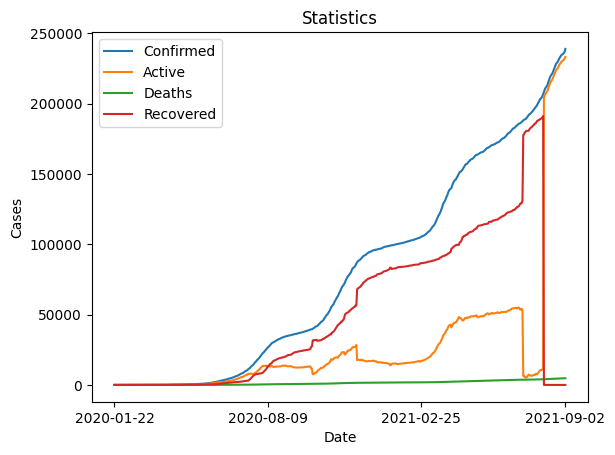 Statistics
250000
200000
150000
100000
50000
0
Cases
Confirmed
Active
Deaths
Recovered
2020-01-22
2020-08-09
2021-02-25
2021-09-02
Date